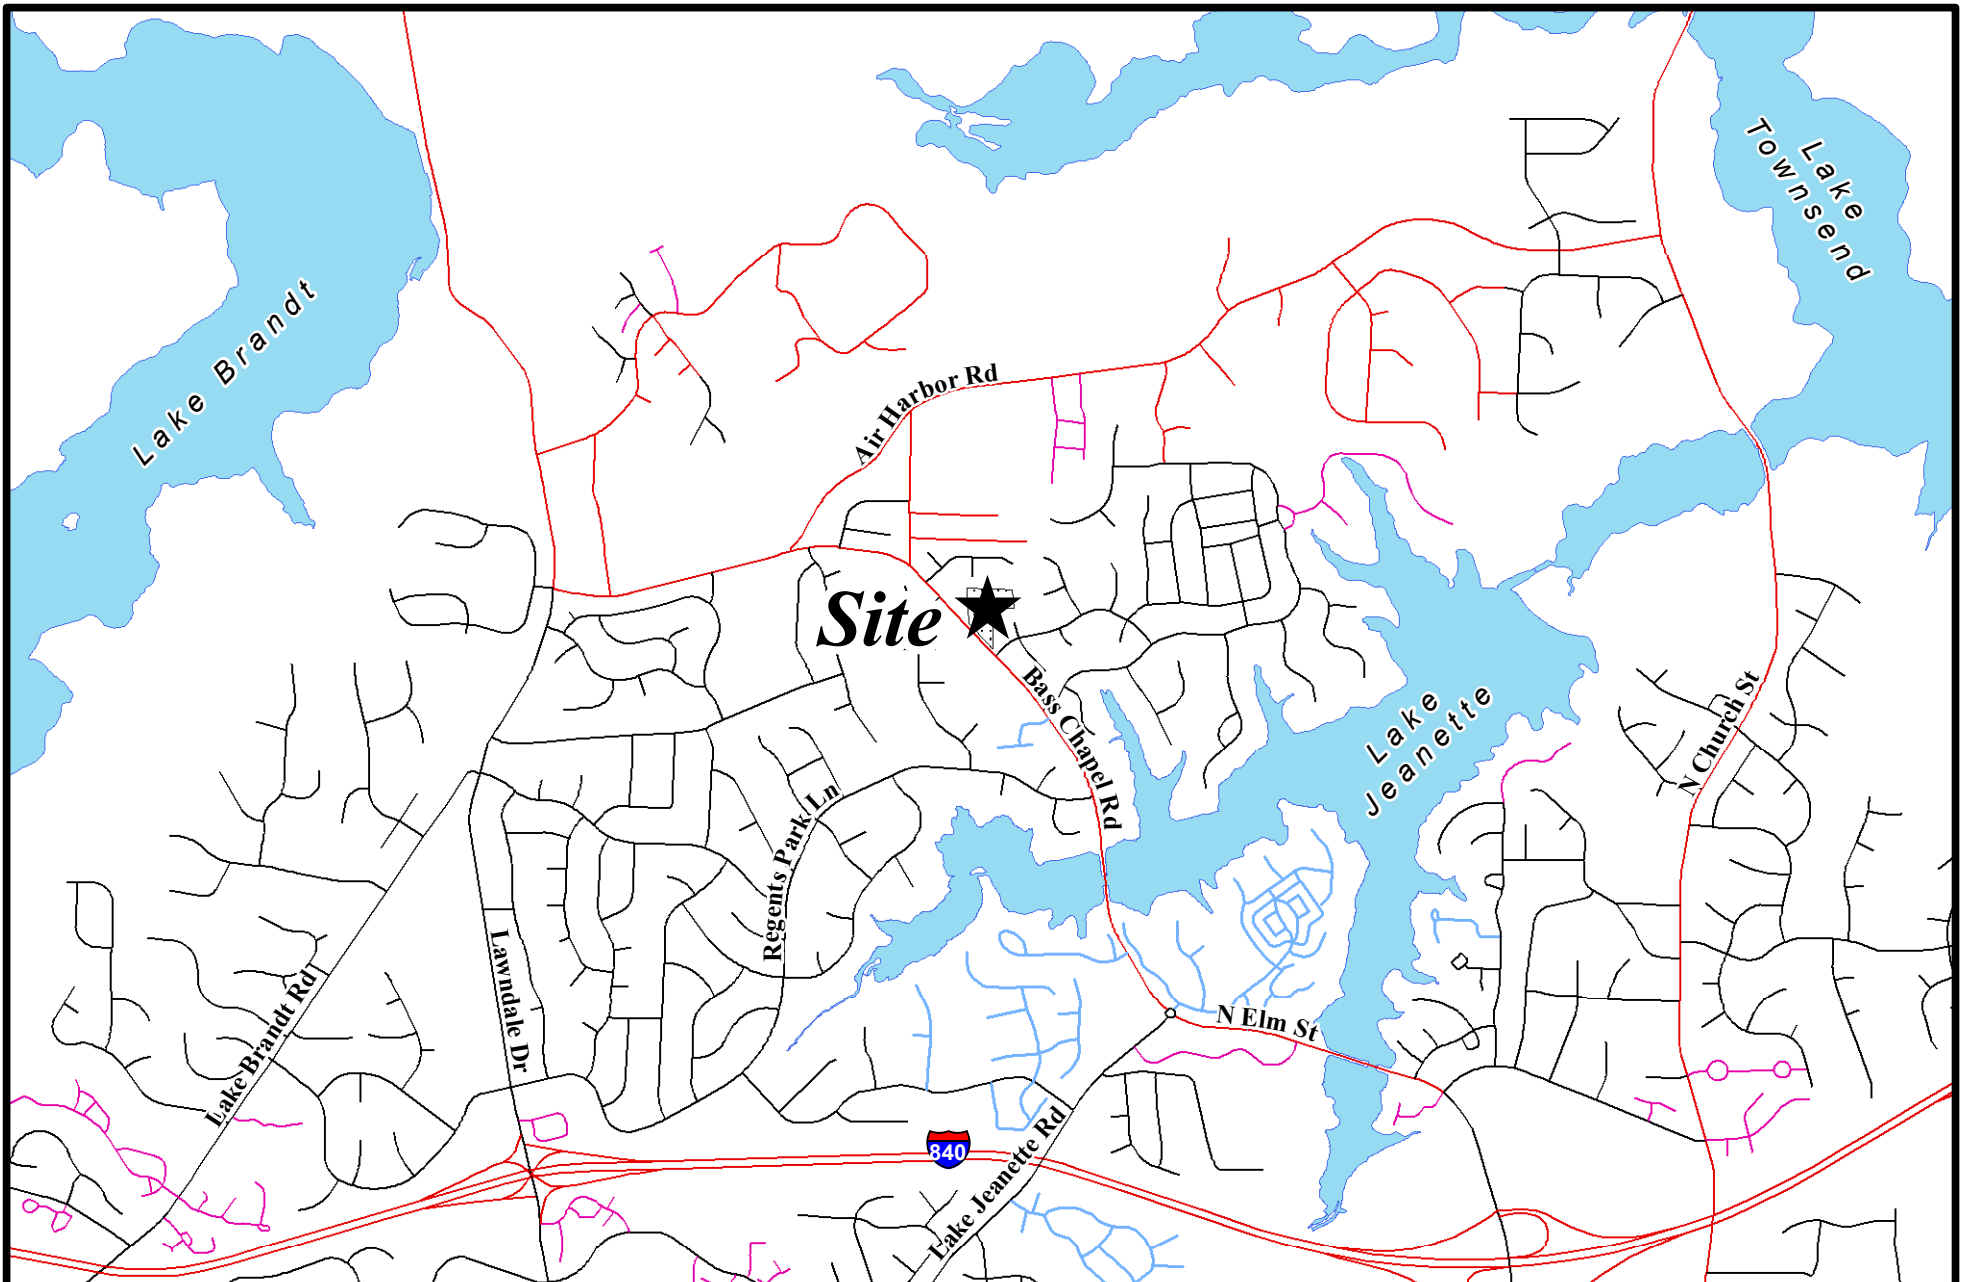 Lake
Townsend
Lake Brandt
Air Harbor Rd
Site
Bass Chapel Rd
Lake
Jeanette
N Church St
Regents Park Ln
Lawndale Dr
Lake Brandt Rd
N Elm St
840
Lake Jeanette Rd